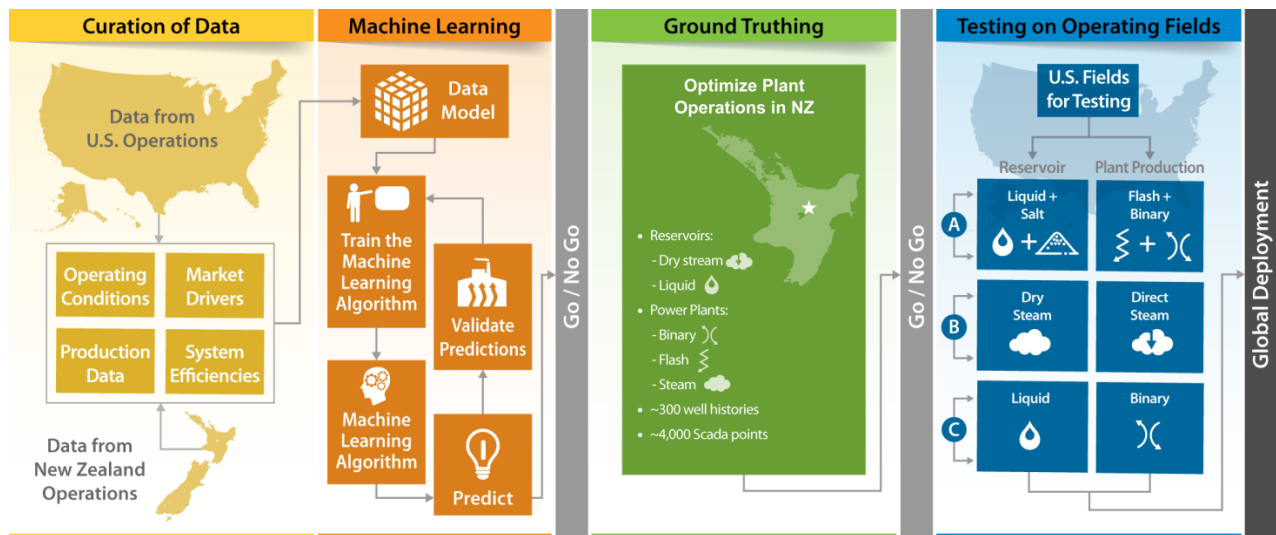 Curation of Data
Data from
U.S. Operations
Operating
Conditions
Market
Drivers
Production
Data
System
Efficiencies
Data from
New Zealand
Operations
Machine Learning
Data
Model
Train the
Machine
Learning
Algorithm
Validate
Predictions
Machine
Learning
Algorithm
Predict
Go / No Go
Ground Truthing
Optimize Plant
Operations in NZ
• Reservoirs:
- Dry stream
- Liquid
• Power Plants:
- Binary
- Flash
- Steam
• ~300 well histories
• ~4,000 Scada points
Go / No Go
Testing on Operating Fields
U.S. Fields
for Testing
Reservoir
Plant Production
A
Liquid +
Salt
+
Flash +
Binary
+
B
Dry
Steam
Direct
Steam
C
Liquid
Binary
Global Deployment